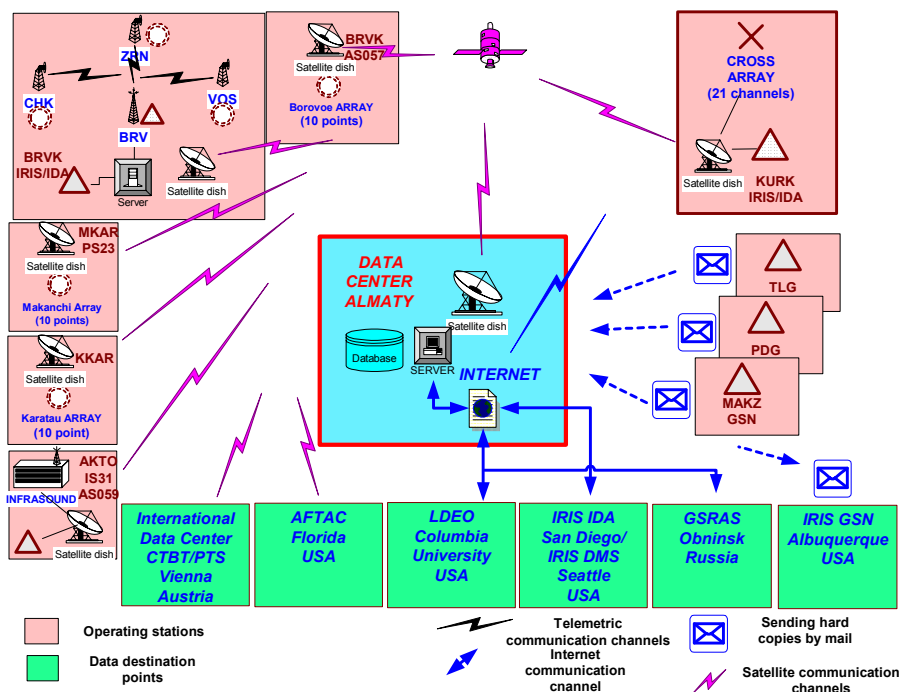 ZRN
CHK
VOS
BRV
BRVK
IRIS/IDA
Server
Satellite dish
BRVK
AS057
Satellite dish
Borovoe ARRAY
(10 points)
CROSS
ARRAY
(21 channels)
Satellite dish
KURK
IRIS/IDA
MKAR
PS23
Satellite dish
Makanchi Array
(10 points)
KKAR
Satellite dish
Karatau ARRAY
(10 point)
AKTO
IS31
AS059
INFRASOUND
Satellite dish
DATA
CENTER
ALMATY
Satellite dish
Database
SERVER
INTERNET
TLG
PDG
MAKZ
GSN
International
Data Center
CTBT/PTS
Vienna
Austria
AFTAC
Florida
USA
LDEO
Columbia
University
USA
IRIS IDA
San Diego/
IRIS DMS
Seattle
USA
GSRAS
Obninsk
Russia
IRIS GSN
Albuquerque
USA
Operating stations
Data destination
points
Telemetric
communication channels
Internet
communication
channel
Sending hard
copies by mail
Satellite communication
channels